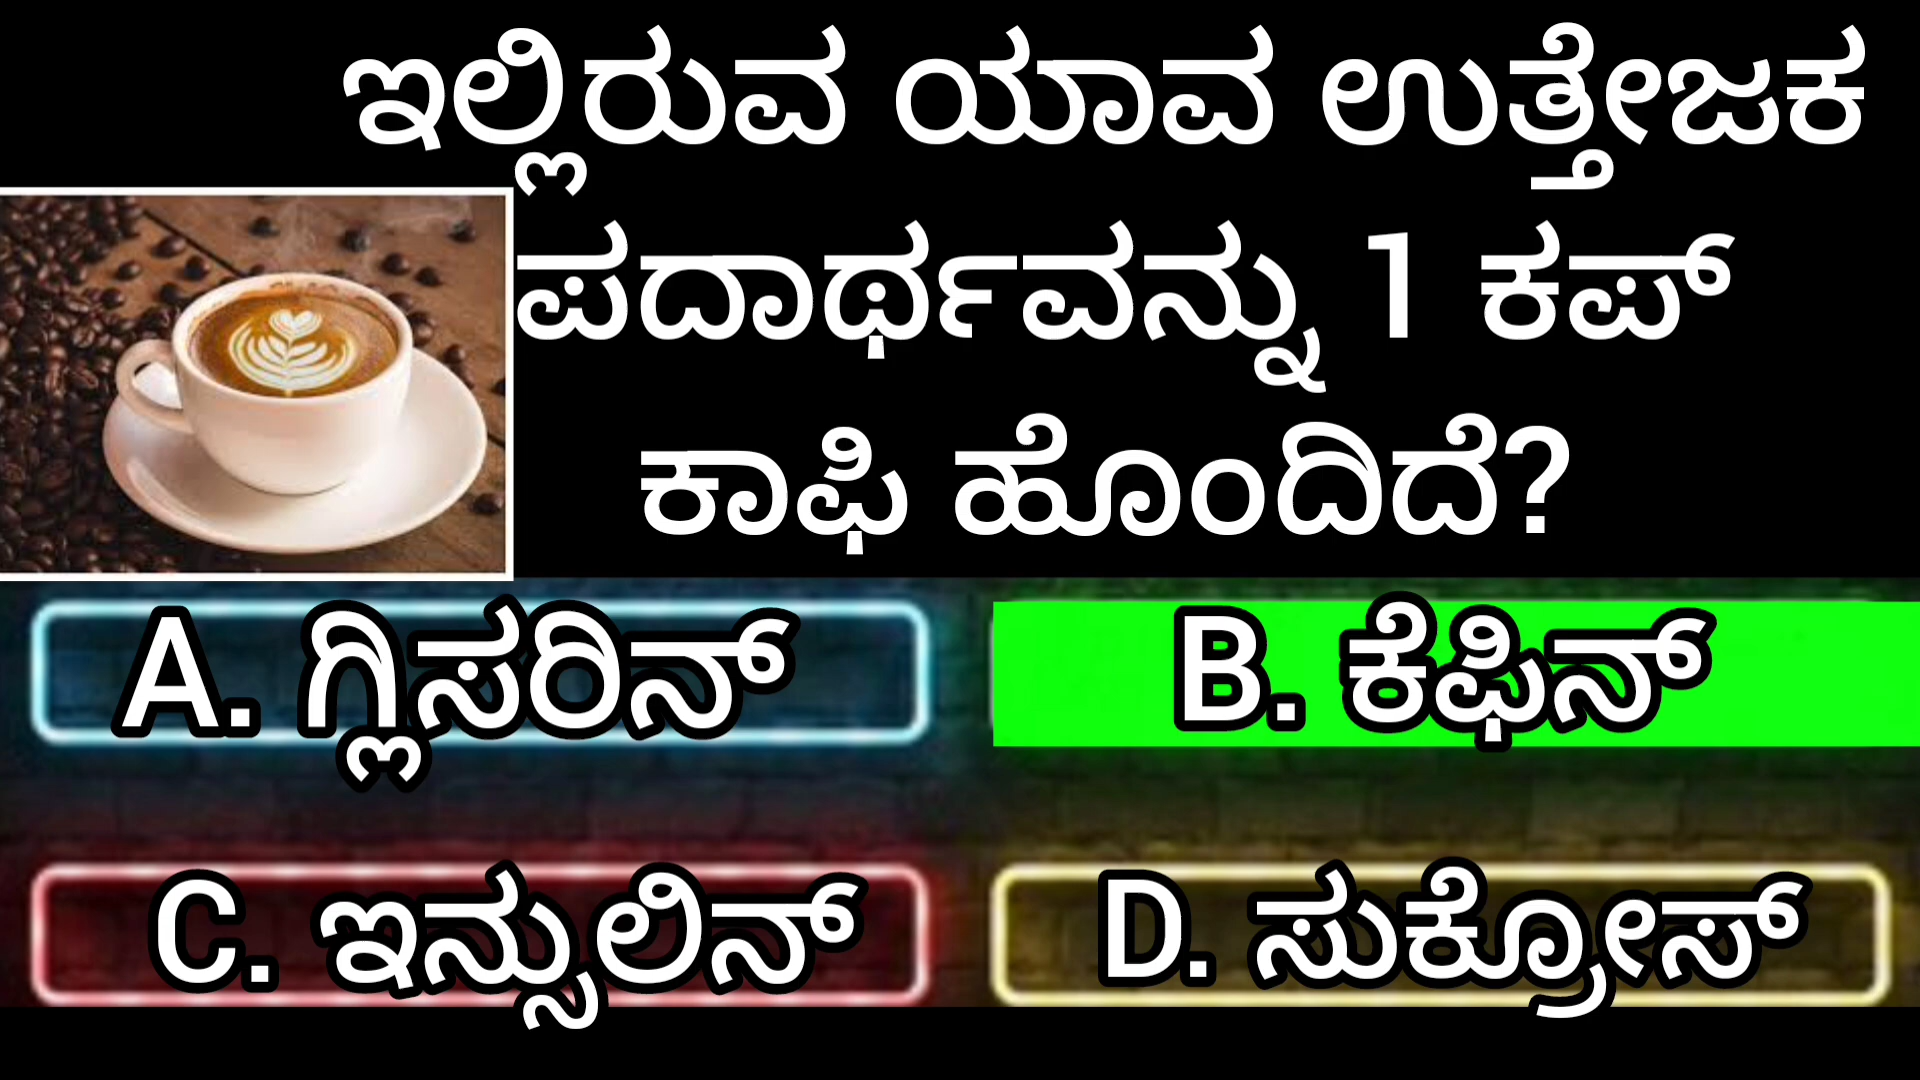 ಇಲ್ಲಿರುವ ಯಾವ ಉತ್ತೇಜಕ
ಪದಾರ್ಥವನ್ನು 1 ಕಪ್
ಕಾಫಿ ಹೊಂದಿದೆ?
A. ಗ್ಲಿಸರಿನ್
B. ಕೆಫಿನ್
C. ಇನ್ಸುಲಿನ್
D. ಸುಕ್ರೋಸ್